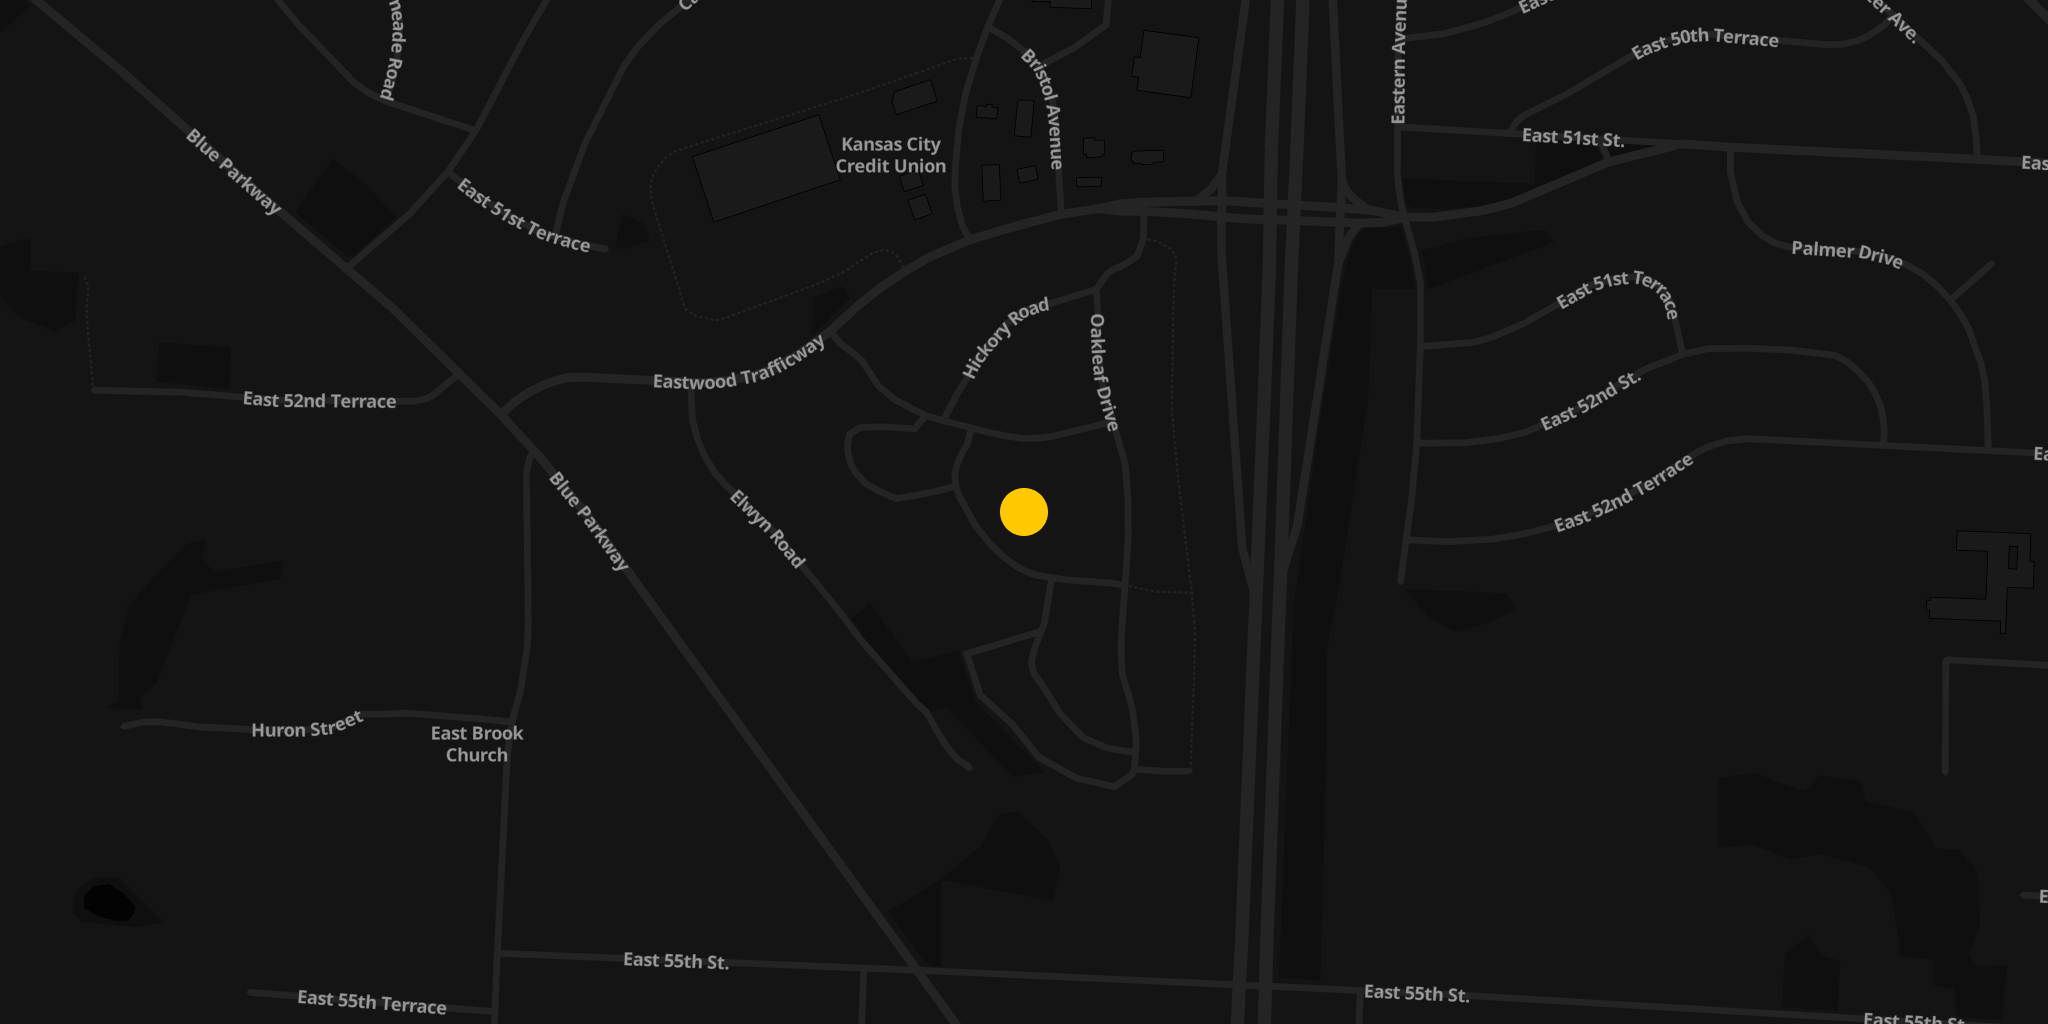 East 50th Terrace
Eastern Avenue
Bristol Avenue
Blue Parkway
Kansas City
Credit Union
East 51st St.
East 51st Terrace
Palmer Drive
East 51st Terrace
Hickory Road
Oakleaf Drive
Eastwood Trafficway
East 52nd Terrace
East 52nd St.
East 52nd Terrace
Blue Parkway
Elwyn Road
Huron Street
East Brook
Church
East 55th St.
East 55th St.
East 55th Terrace
East 55th St.